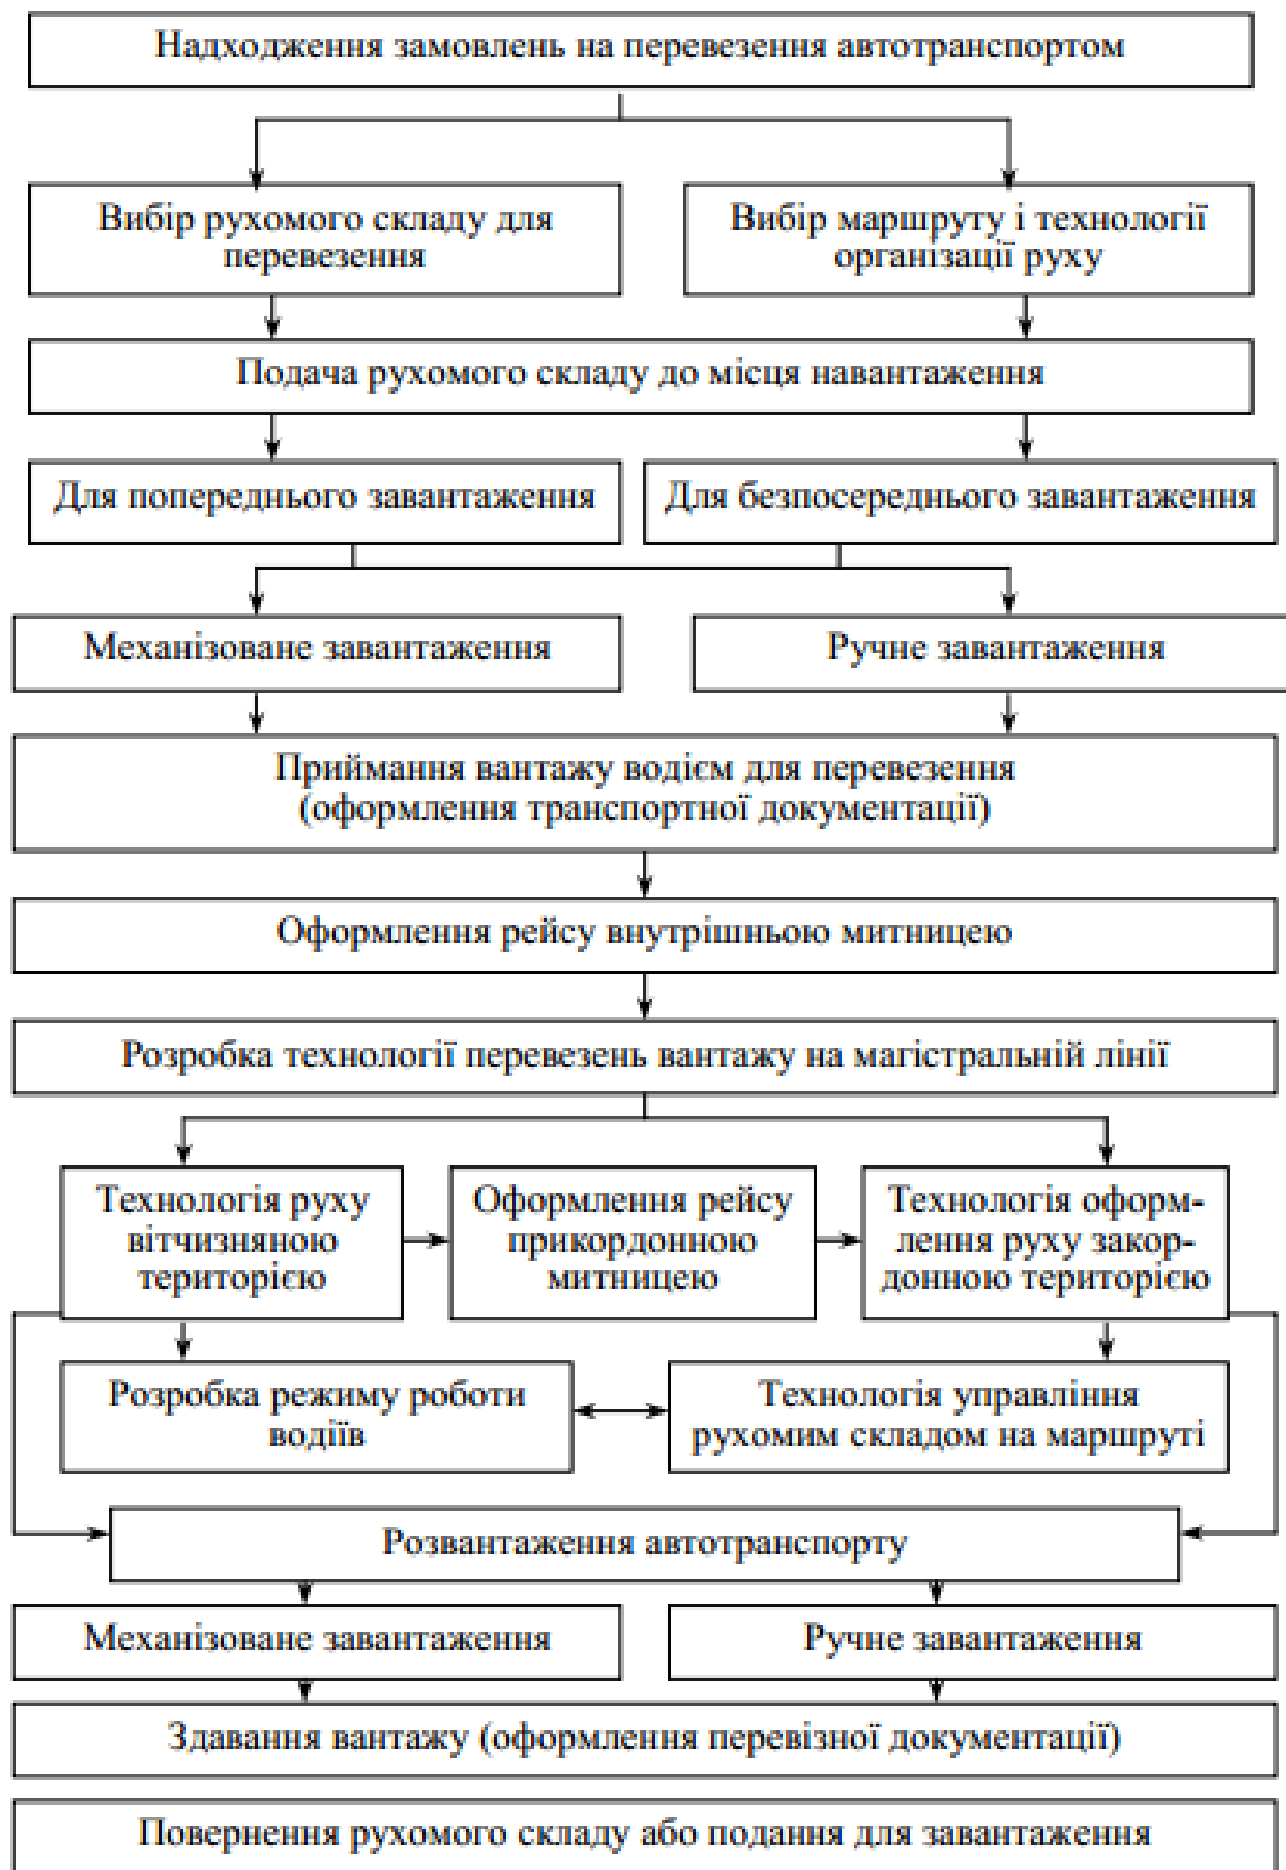 Надходження замовлень на перевезення автотранспортом
Вибір рухомого складу для
перевезення
Вибір маршруту і технології
організації руху
Подача рухомого складу до місця навантаження
Для попереднього завантаження
Для безпосереднього завантаження
Механізоване завантаження
Ручне завантаження
Приймання вантажу водієм для перевезення
(оформлення транспортної документації)
Оформлення рейсу внутрішньою митницею
Розробка технології перевезень вантажу на магістральній лінії
Технологія руху
вітчизняною
територією
Оформлення рейсу
прикордонною
митницею
Технологія оформ-
лення руху закор-
донною територією
Розробка режиму роботи
водіїв
Технологія управління
рухомим складом на маршруті
Розвантаження автотранспорту
Механізоване завантаження
Ручне завантаження
Здавання вантажу (оформлення перевізної документації)
Повернення рухомого складу або подання для завантаження